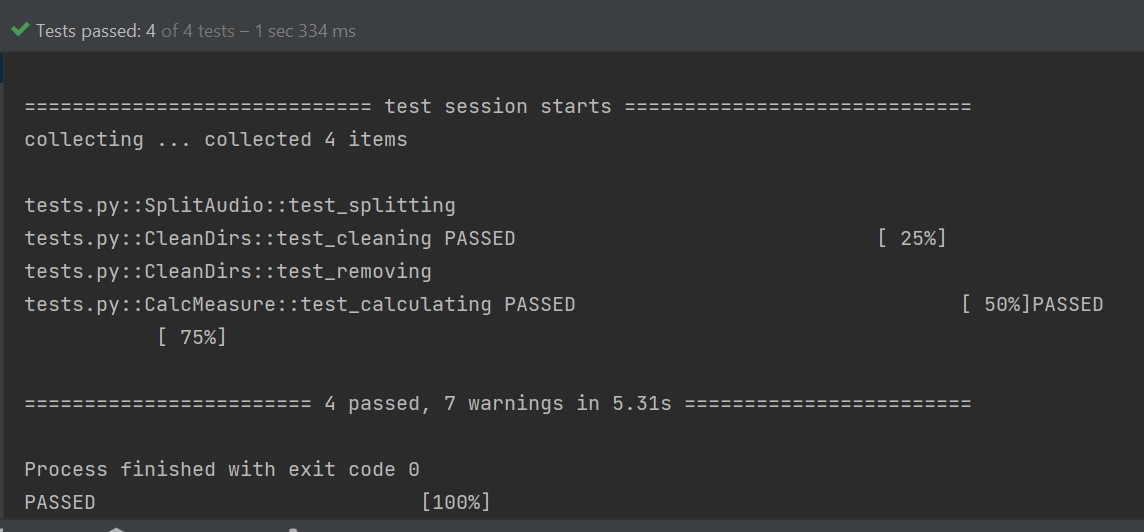 Tests passed: 4 of 4 tests – 1 sec 334 ms
============================= test session starts =============================
collecting ... collected 4 items
tests.py::SplitAudio::test_splitting
tests.py::CleanDirs::test_cleaning PASSED [ 25%]
tests.py::CleanDirs::test_removing
tests.py::CalcMeasure::test_calculating PASSED [ 50%]PASSED
[ 75%]
======================== 4 passed, 7 warnings in 5.31s ========================
Process finished with exit code 0
PASSED [100%]